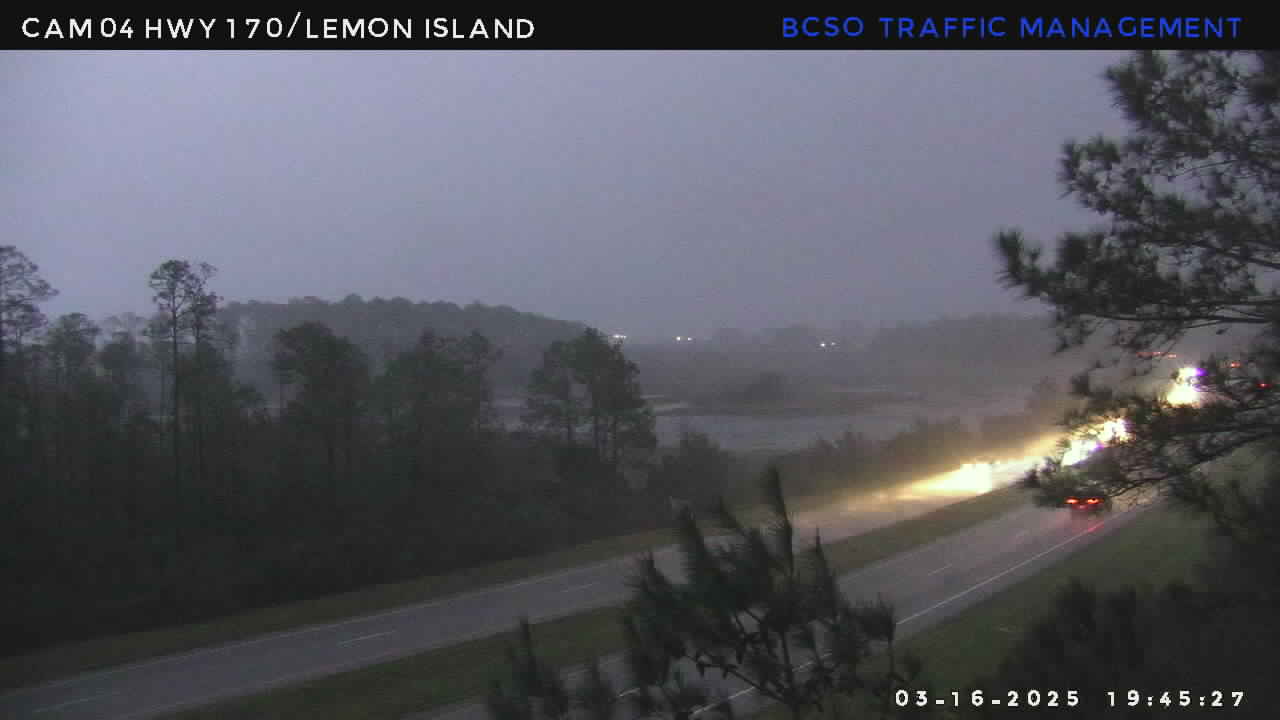 CAM04 HWY 170/LEMON ISLAND
BCSO TRAFFIC MANAGEMENT
03-16-2025 19:45:27